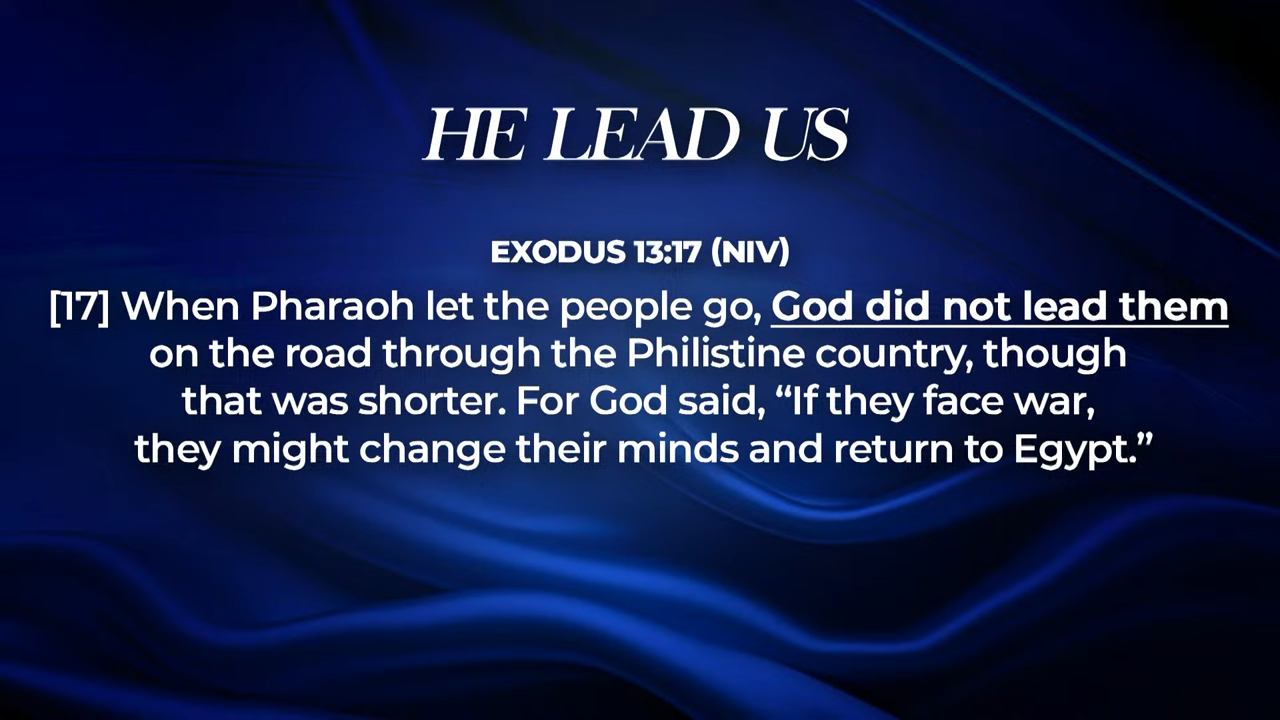 HE LEAD US
EXODUS 13:17 (NIV)
[17] When Pharaoh let the people go, God did not lead them
on the road through the Philistine country, though
that was shorter. For God said, “If they face war,
they might change their minds and return to Egypt.”